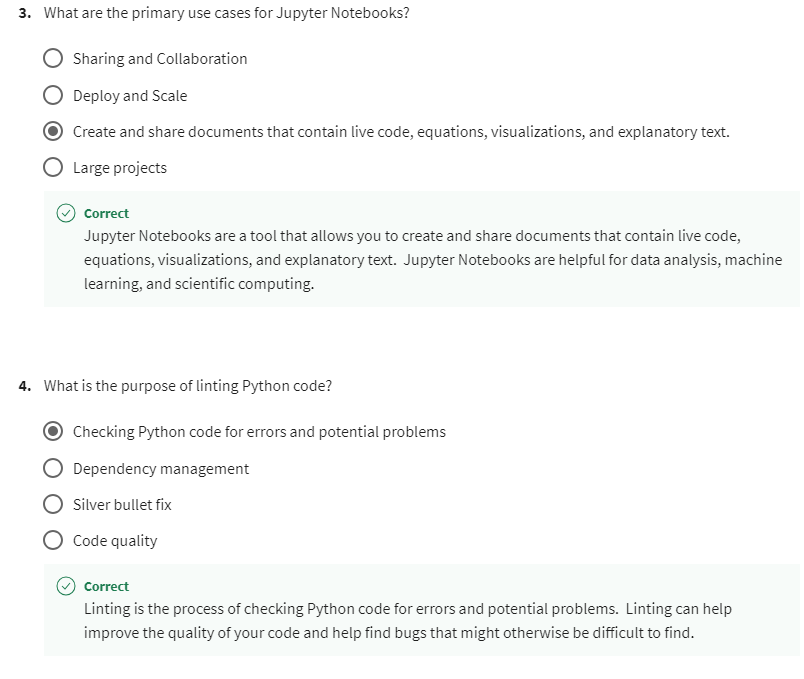 3. What are the primary use cases for Jupyter Notebooks?
Sharing and Collaboration
Deploy and Scale
Create and share documents that contain live code, equations, visualizations, and explanatory text.
Large projects
Correct
Jupyter Notebooks are a tool that allows you to create and share documents that contain live code,
equations, visualizations, and explanatory text. Jupyter Notebooks are helpful for data analysis, machine
learning, and scientific computing.
4. What is the purpose of linting Python code?
Checking Python code for errors and potential problems
Dependency management
Silver bullet fix
Code quality
Correct
Linting is the process of checking Python code for errors and potential problems. Linting can help
improve the quality of your code and help find bugs that might otherwise be difficult to find.